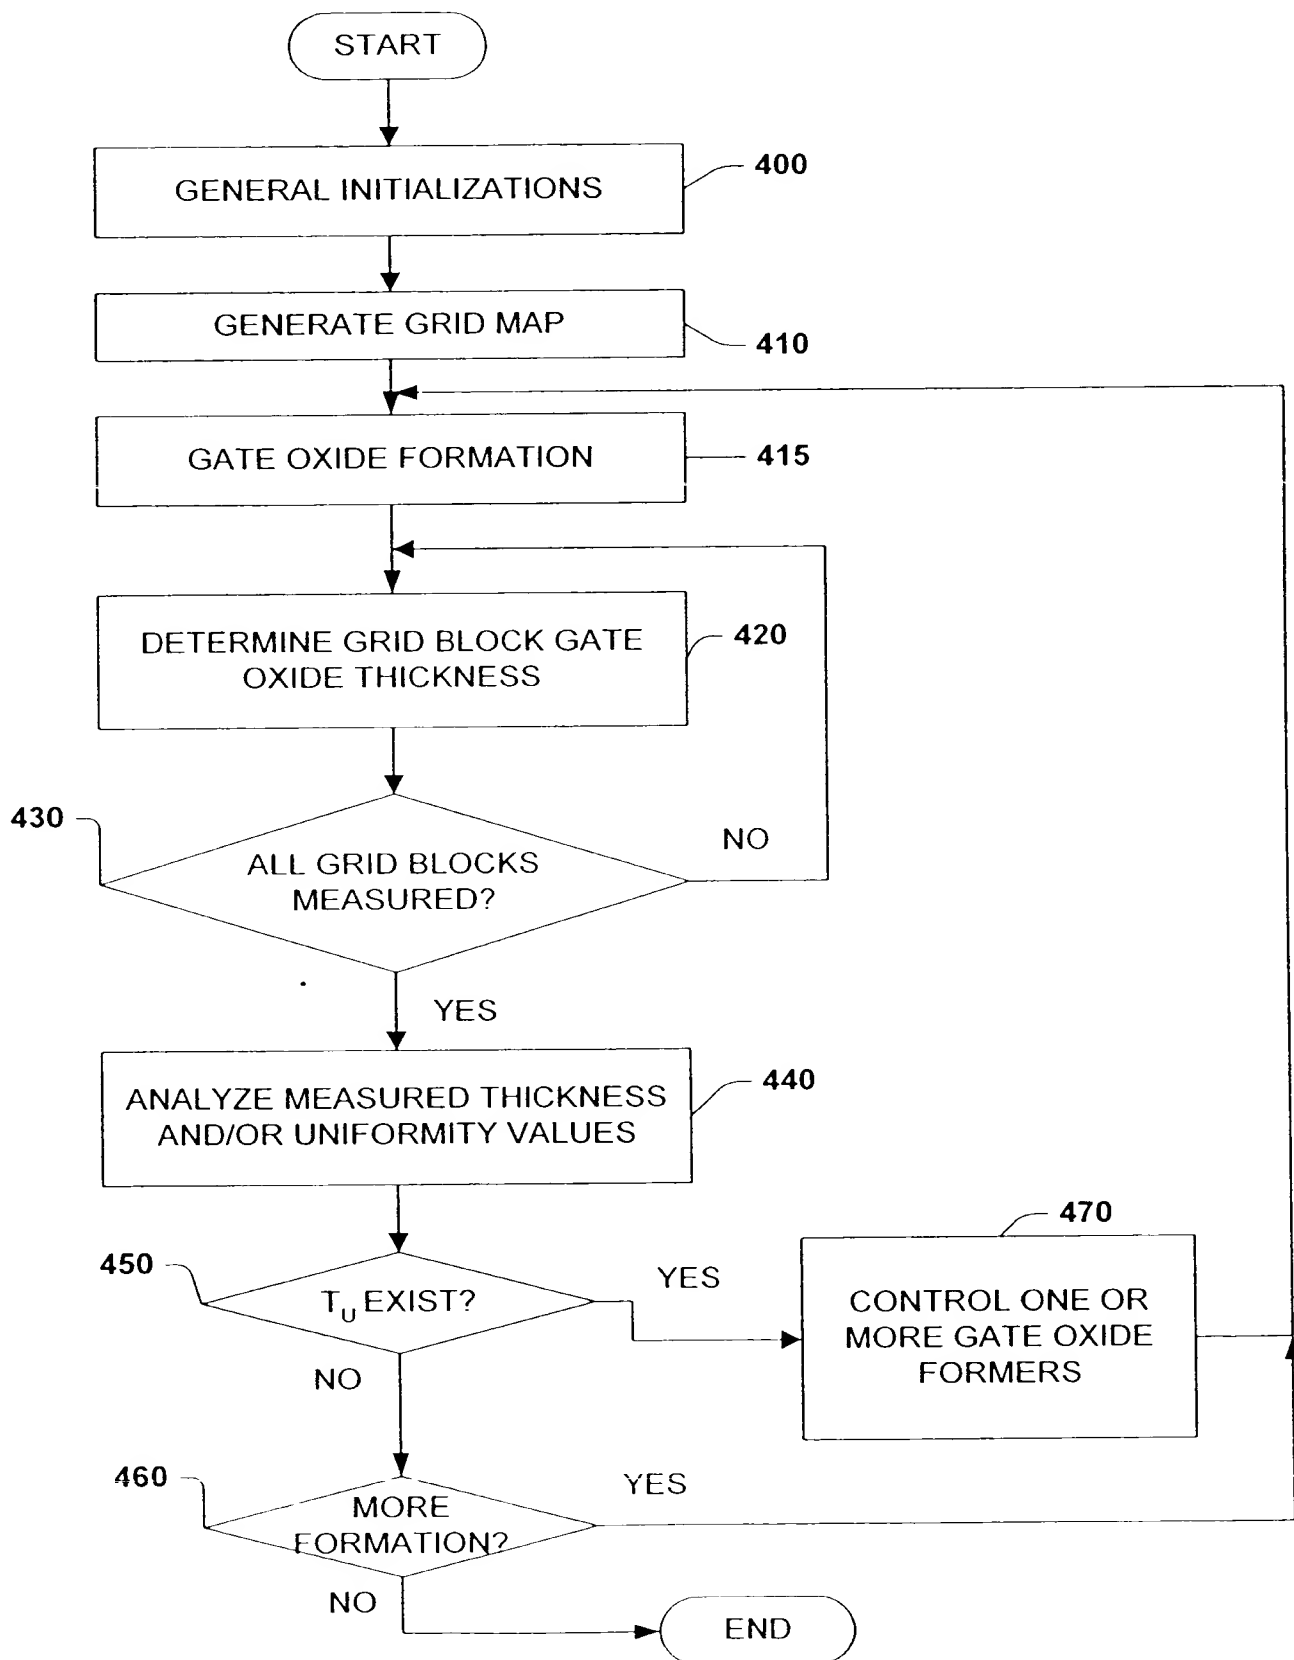 START
GENERAL INITIALIZATIONS
400
GENERATE GRID MAP
410
GATE OXIDE FORMATION
415
DETERMINE GRID BLOCK GATE
OXIDE THICKNESS
420
430
ALL GRID BLOCKS
MEASURED?
NO
YES
ANALYZE MEASURED THICKNESS
AND/OR UNIFORMITY VALUES
440
450
T_U EXIST?
YES
470
CONTROL ONE OR
MORE GATE OXIDE
FORMERS
NO
460
MORE
FORMATION?
YES
NO
END